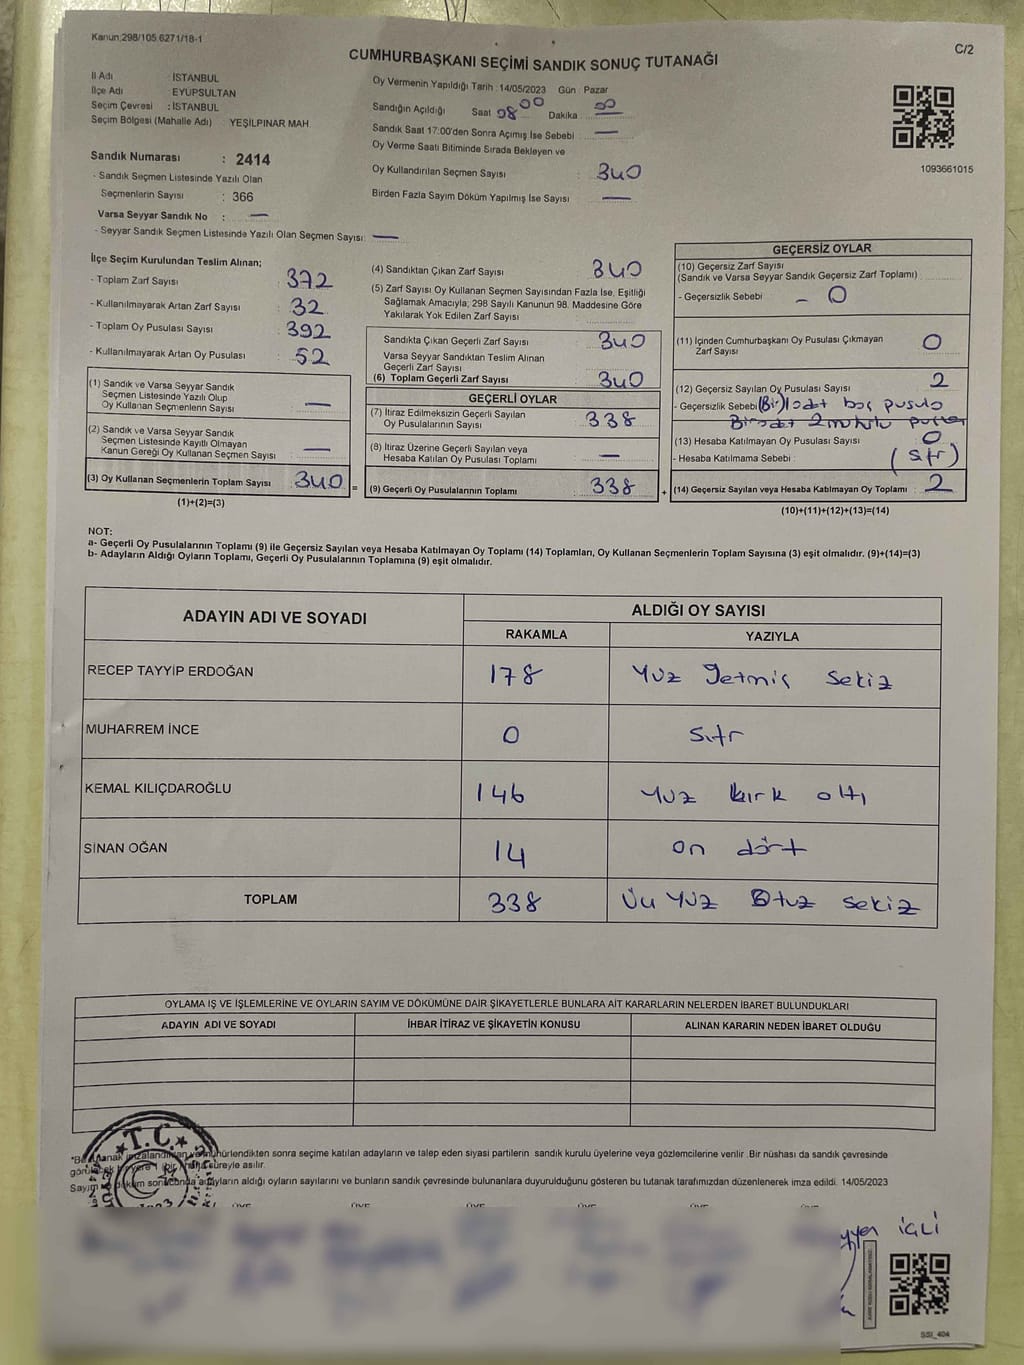 Kanun:298/105.6271/18-1
C/2
CUMHURBAŞKANI SEÇİMİ SANDIK SONUÇ TUTANAĞI
İl Adı : İSTANBUL
İlçe Adı : EYÜPSULTAN
Seçim Çevresi : İSTANBUL
Seçim Bölgesi (Mahalle Adı) YEŞİLPINAR MAH.
Oy Vermenin Yapıldığı Tarih : 14/05/2023 Gün : Pazar
Sandığın Açıldığı Saat 08 00 Dakika : 00
Sandık Saat 17:00'den Sonra Açımış İse Sebebi : —
Oy Verme Saati Bitiminde Sırada Bekleyen ve
Oy Kullandırılan Seçmen Sayısı : 340
Birden Fazla Sayım Döküm Yapılmış İse Sayısı : —
1093661015
Sandık Numarası : 2414
- Sandık Seçmen Listesinde Yazılı Olan
Seçmenlerin Sayısı : 366
Varsa Seyyar Sandık No : —
- Seyyar Sandık Seçmen Listesinde Yazılı Olan Seçmen Sayısı: —
İlçe Seçim Kurulundan Teslim Alınan;
- Toplam Zarf Sayısı : 372
- Kullanılmayarak Artan Zarf Sayısı : 32
- Toplam Oy Pusulası Sayısı : 392
- Kullanılmayarak Artan Oy Pusulası : 52
(1) Sandık ve Varsa Seyyar Sandık
Seçmen Listesinde Yazılı Olup
Oy Kullanan Seçmenlerin Sayısı : —
(2) Sandık ve Varsa Seyyar Sandık
Seçmen Listesinde Kayıtlı Olmayan
Kanun Gereği Oy Kullanan Seçmen Sayısı : —
(3) Oy Kullanan Seçmenlerin Toplam Sayısı : 340 =
(1)+(2)=(3)
(4) Sandıktan Çıkan Zarf Sayısı : 340
(5) Zarf Sayısı Oy Kullanan Seçmen Sayısından Fazla İse, Eşitliği
Sağlamak Amacıyla; 298 Sayılı Kanunun 98. Maddesine Göre
Yakılarak Yok Edilen Zarf Sayısı :
Sandıkta Çıkan Geçerli Zarf Sayısı : 340
Varsa Seyyar Sandıktan Teslim Alınan
Geçerli Zarf Sayısı :
(6) Toplam Geçerli Zarf Sayısı : 340
GEÇERLİ OYLAR
(7) İtiraz Edilmeksizin Geçerli Sayılan
Oy Pusulalarının Sayısı : 338
(8) İtiraz Üzerine Geçerli Sayılan veya
Hesaba Katılan Oy Pusulası Toplamı : —
(9) Geçerli Oy Pusulalarının Toplamı : 338 +
GEÇERSİZ OYLAR
(10) Geçersiz Zarf Sayısı
(Sandık ve Varsa Seyyar Sandık Geçersiz Zarf Toplamı)
- Geçersizlik Sebebi : – 0
(11) İçinden Cumhurbaşkanı Oy Pusulası Çıkmayan
Zarf Sayısı : 0
(12) Geçersiz Sayılan Oy Pusulası Sayısı : 2
- Geçersizlik Sebebi : (Bir) 1 adet boş pusula
Bir adet 2 mühürlü pusula
(13) Hesaba Katılmayan Oy Pusulası Sayısı : 0
- Hesaba Katılmama Sebebi : (Sıfır)
(14) Geçersiz Sayılan veya Hesaba Katılmayan Oy Toplamı : 2
(10)+(11)+(12)+(13)=(14)
NOT:
a- Geçerli Oy Pusulalarının Toplamı (9) ile Geçersiz Sayılan veya Hesaba Katılmayan Oy Toplamı (14) Toplamları, Oy Kullanan Seçmenlerin Toplam Sayısına (3) eşit olmalıdır. (9)+(14)=(3)
b- Adayların Aldığı Oyların Toplamı, Geçerli Oy Pusulalarının Toplamına (9) eşit olmalıdır.
ADAYIN ADI VE SOYADI ALDIĞI OY SAYISI
RAKAMLA YAZIYLA
RECEP TAYYİP ERDOĞAN 178 Yüz Yetmiş Sekiz
MUHARREM İNCE 0 Sıfır
KEMAL KILIÇDAROĞLU 146 Yüz kırk altı
SİNAN OĞAN 14 on dört
TOPLAM 338 Üç Yüz Otuz Sekiz
OYLAMA İŞ VE İŞLEMLERİNE VE OYLARIN SAYIM VE DÖKÜMÜNE DAİR ŞİKAYETLERLE BUNLARA AİT KARARLARIN NELERDEN İBARET BULUNDUKLARI
ADAYIN ADI VE SOYADI İHBAR İTİRAZ VE ŞİKAYETİN KONUSU ALINAN KARARIN NEDEN İBARET OLDUĞU
T.C.
*Bu tutanak imzalandıktan ve mühürlendikten sonra seçime katılan adayların ve talep eden siyasi partilerin sandık kurulu üyelerine veya gözlemcilerine verilir. Bir nüshası da sandık çevresinde
görülecek bir yere 1 (bir) hafta süreyle asılır.
Sayım ve döküm sonucunda adayların aldığı oyların sayılarını ve bunların sandık çevresinde bulunanlara duyurulduğunu gösteren bu tutanak tarafımızdan düzenlenerek imza edildi. 14/05/2023
ÜYE ÜYE ÜYE ÜYE ÜYE
İGLİ
SSI_404